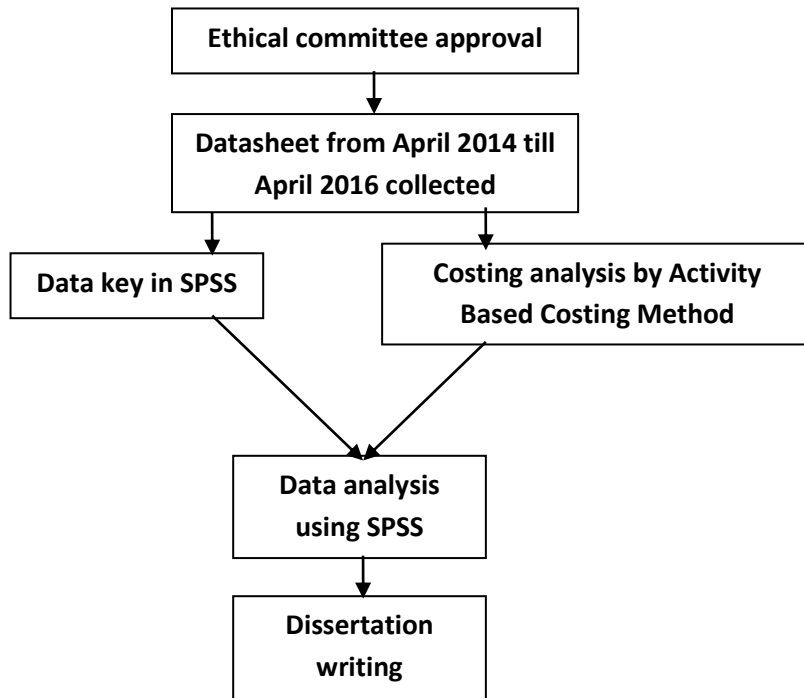 Ethical committee approval
Datasheet from April 2014 till
April 2016 collected
Data key in SPSS
Costing analysis by Activity
Based Costing Method
Data analysis
using SPSS
Dissertation
writing